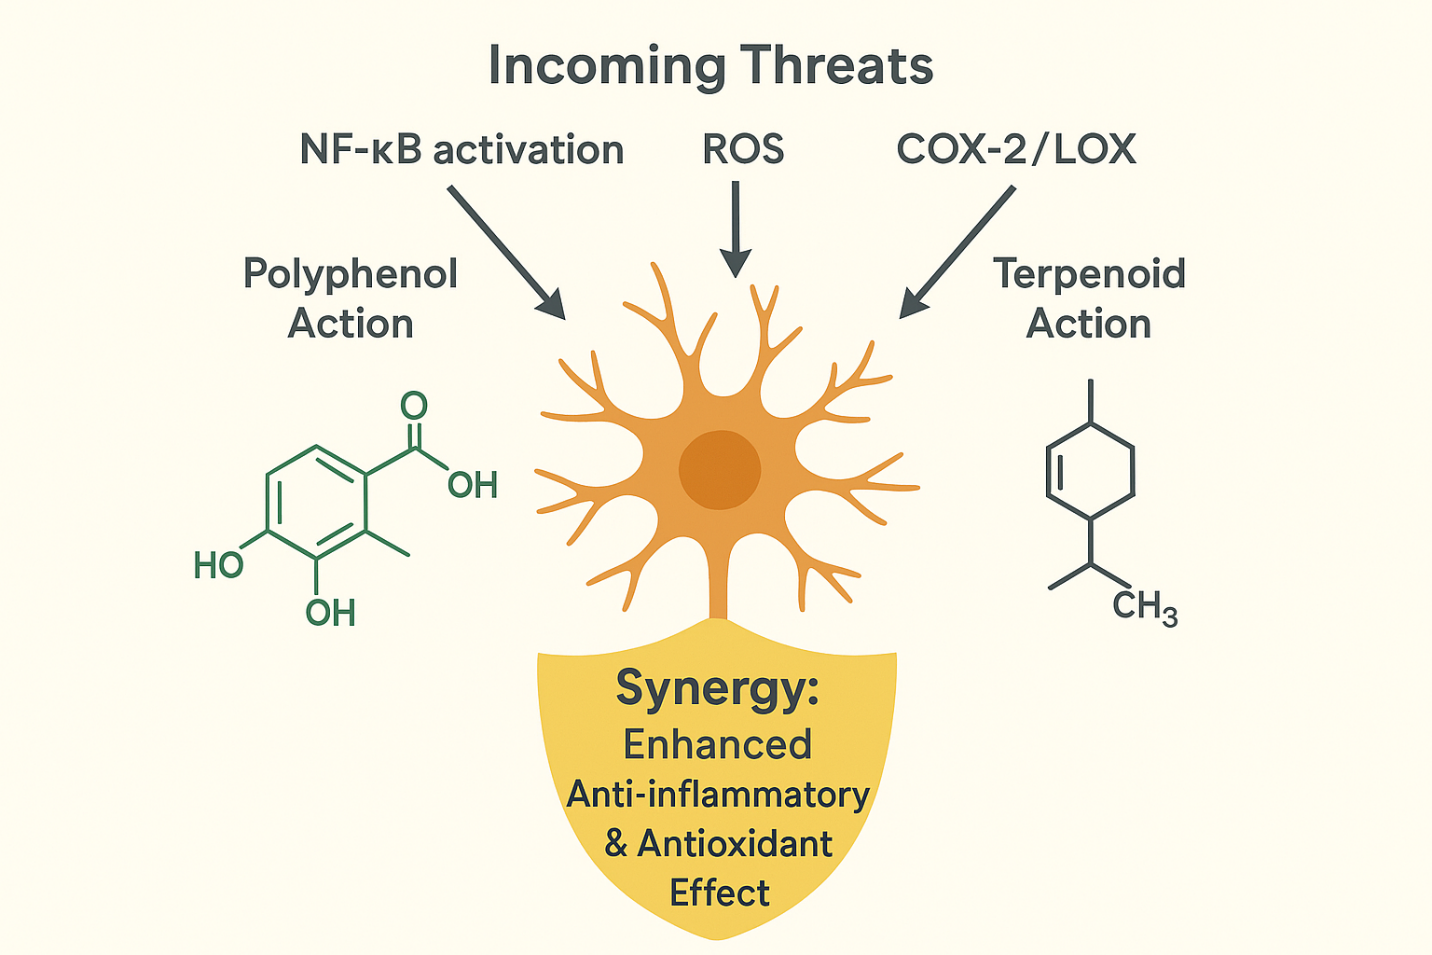 Incoming Threats
NF-κB activation
ROS
COX-2/LOX
Polyphenol
Action
Terpenoid
Action
O
OH
HO
OH
CH₃
Synergy:
Enhanced
Anti-inflammatory
& Antioxidant
Effect